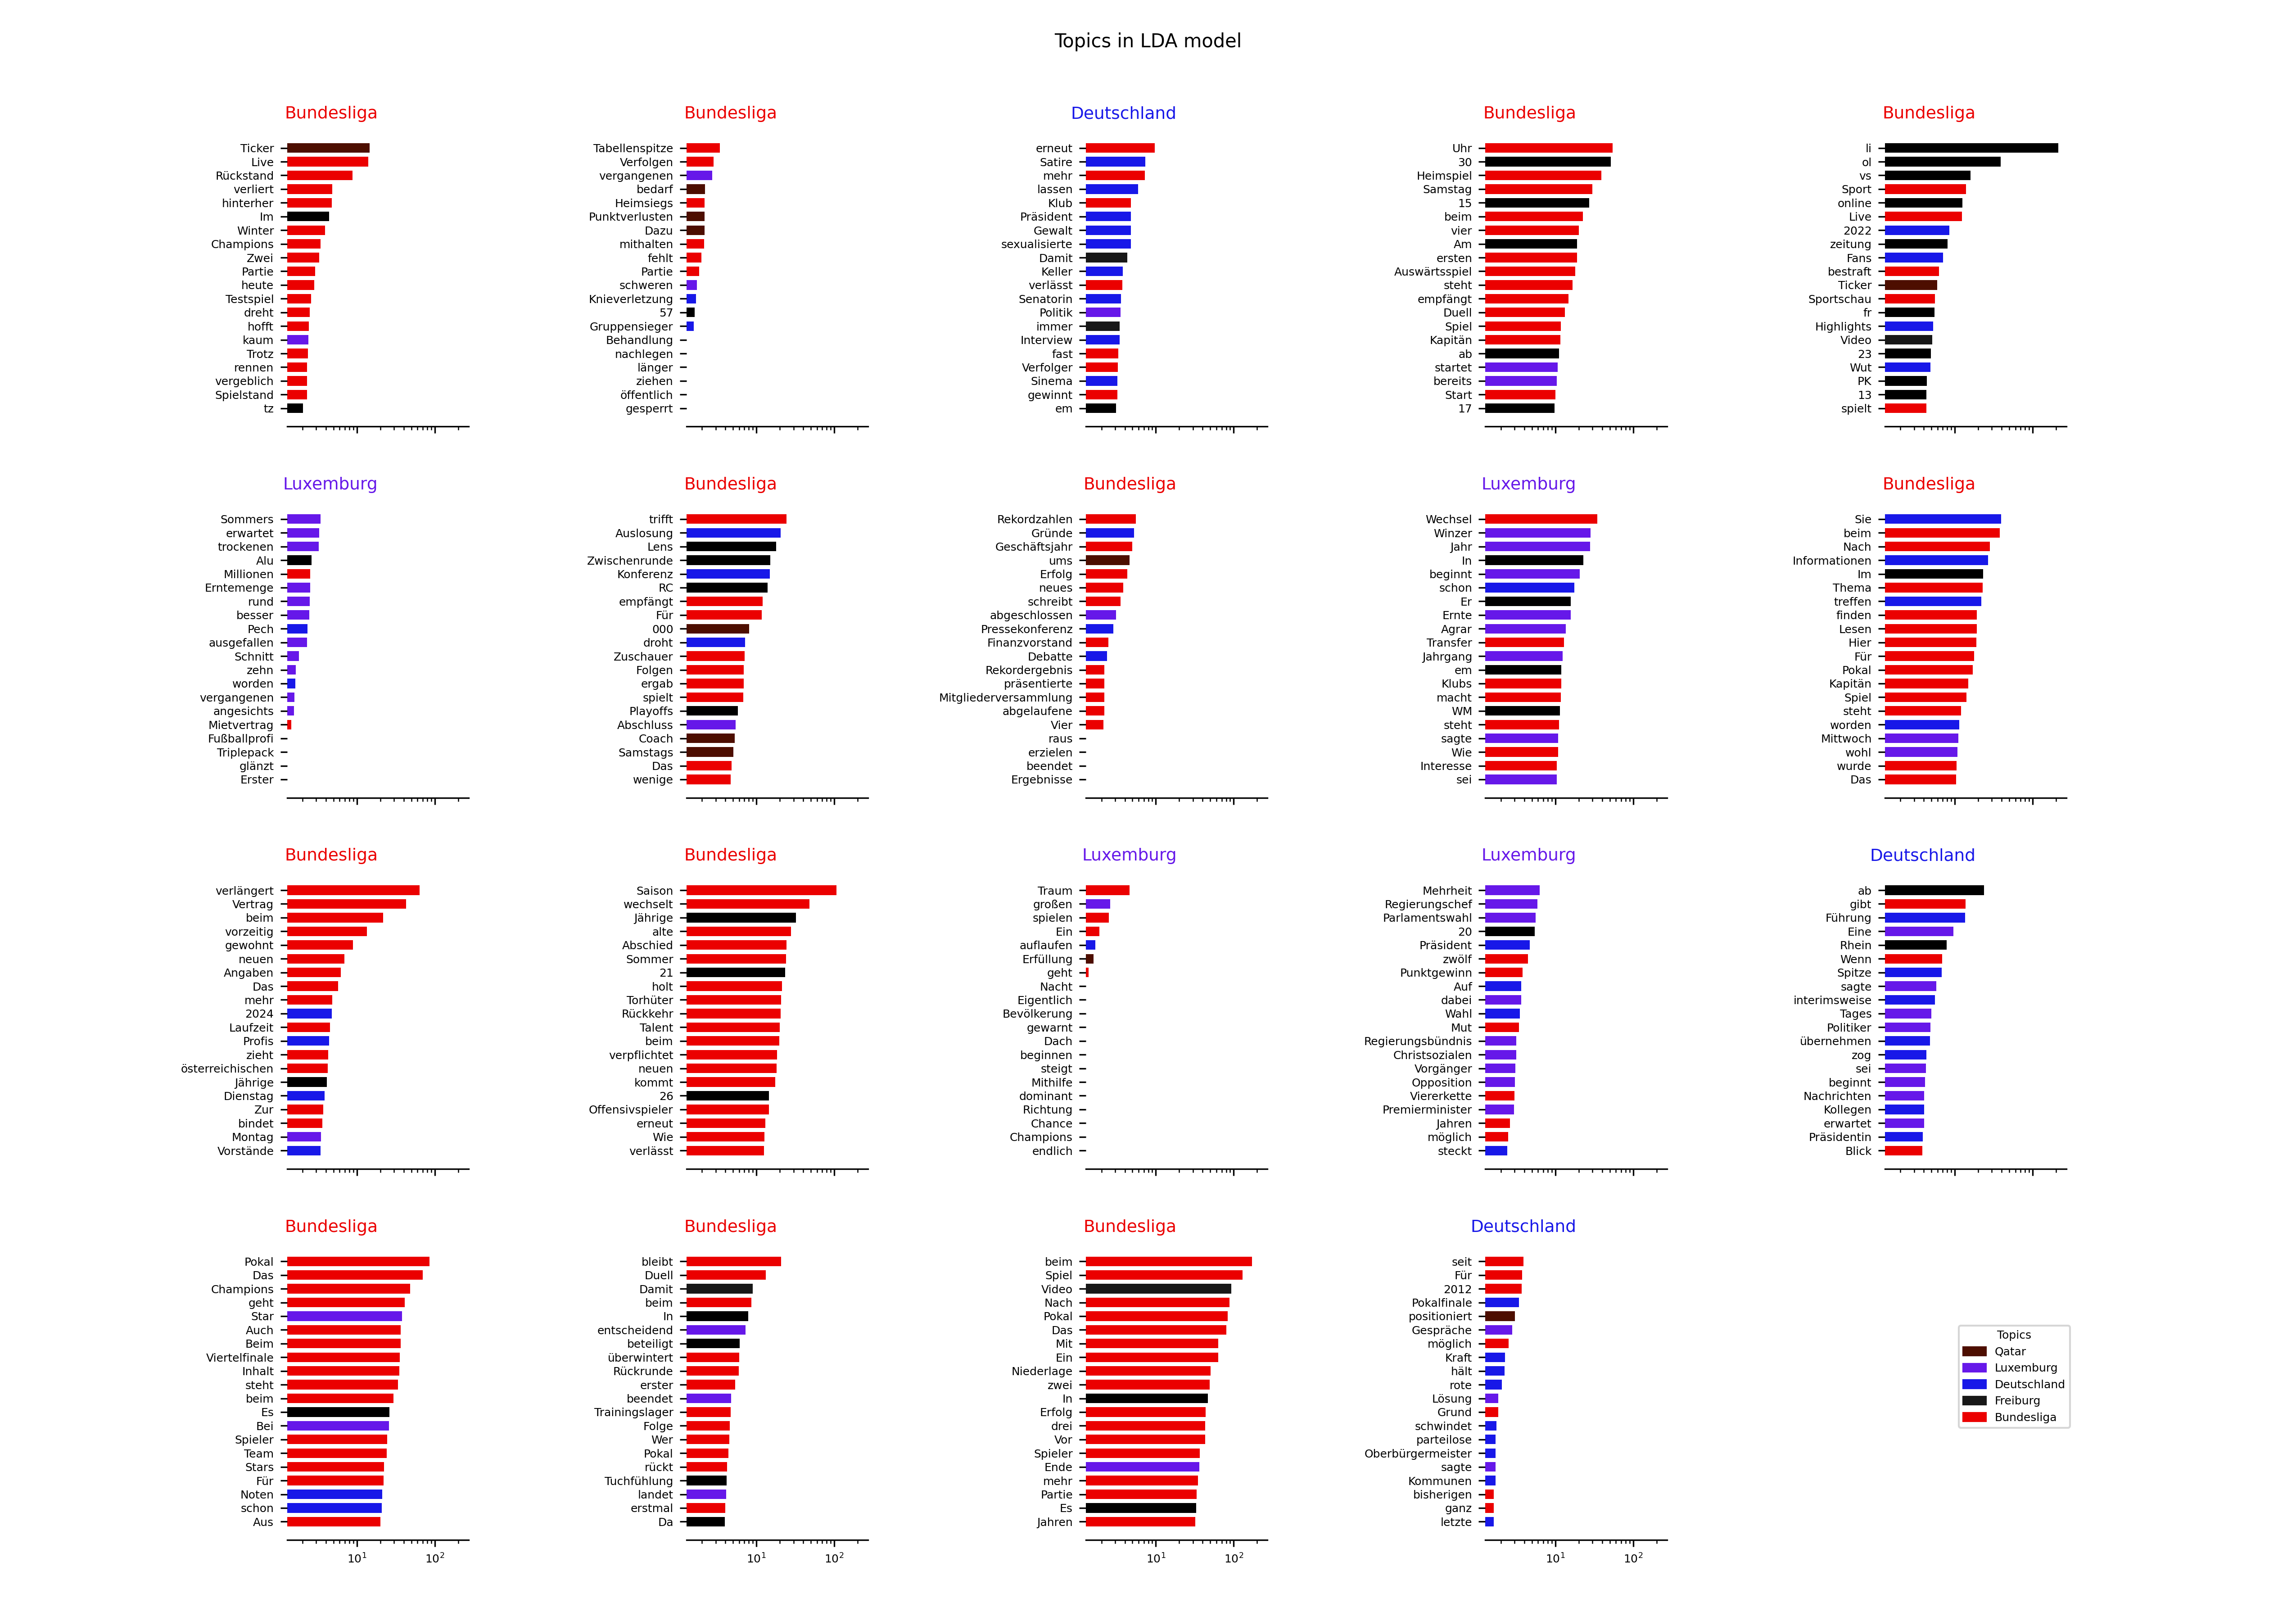 Topics in LDA model
Bundesliga
Ticker
Live
Rückstand
verliert
hinterher
Im
Winter
Champions
Zwei
Partie
heute
Testspiel
dreht
hofft
kaum
Trotz
rennen
vergeblich
Spielstand
tz
Bundesliga
Tabellenspitze
Verfolgen
vergangenen
bedarf
Heimsiegs
Punktverlusten
Dazu
mithalten
fehlt
Partie
schweren
Knieverletzung
57
Gruppensieger
Behandlung
nachlegen
länger
ziehen
öffentlich
gesperrt
Deutschland
erneut
Satire
mehr
lassen
Klub
Präsident
Gewalt
sexualisierte
Damit
Keller
verlässt
Senatorin
Politik
immer
Interview
fast
Verfolger
Sinema
gewinnt
em
Bundesliga
Uhr
30
Heimspiel
Samstag
15
beim
vier
Am
ersten
Auswärtsspiel
steht
empfängt
Duell
Spiel
Kapitän
ab
startet
bereits
Start
17
Bundesliga
li
ol
vs
Sport
online
Live
2022
zeitung
Fans
bestraft
Ticker
Sportschau
fr
Highlights
Video
23
Wut
PK
13
spielt
Luxemburg
Sommers
erwartet
trockenen
Alu
Millionen
Erntemenge
rund
besser
Pech
ausgefallen
Schnitt
zehn
worden
vergangenen
angesichts
Mietvertrag
Fußballprofi
Triplepack
glänzt
Erster
Bundesliga
trifft
Auslosung
Lens
Zwischenrunde
Konferenz
RC
empfängt
Für
000
droht
Zuschauer
Folgen
ergab
spielt
Playoffs
Abschluss
Coach
Samstags
Das
wenige
Bundesliga
Rekordzahlen
Gründe
Geschäftsjahr
ums
Erfolg
neues
schreibt
abgeschlossen
Pressekonferenz
Finanzvorstand
Debatte
Rekordergebnis
präsentierte
Mitgliederversammlung
abgelaufene
Vier
raus
erzielen
beendet
Ergebnisse
Luxemburg
Wechsel
Winzer
Jahr
In
beginnt
schon
Er
Ernte
Agrar
Transfer
Jahrgang
em
Klubs
macht
WM
steht
sagte
Wie
Interesse
sei
Bundesliga
Sie
beim
Nach
Informationen
Im
Thema
treffen
finden
Lesen
Hier
Für
Pokal
Kapitän
Spiel
steht
worden
Mittwoch
wohl
wurde
Das
Bundesliga
verlängert
Vertrag
beim
vorzeitig
gewohnt
neuen
Angaben
Das
mehr
2024
Laufzeit
Profis
zieht
österreichischen
Jährige
Dienstag
Zur
bindet
Montag
Vorstände
Bundesliga
Saison
wechselt
Jährige
alte
Abschied
Sommer
21
holt
Torhüter
Rückkehr
Talent
beim
verpflichtet
neuen
kommt
26
Offensivspieler
erneut
Wie
verlässt
Luxemburg
Traum
großen
spielen
Ein
auflaufen
Erfüllung
geht
Nacht
Eigentlich
Bevölkerung
gewarnt
Dach
beginnen
steigt
Mithilfe
dominant
Richtung
Chance
Champions
endlich
Luxemburg
Mehrheit
Regierungschef
Parlamentswahl
20
Präsident
zwölf
Punktgewinn
Auf
dabei
Wahl
Mut
Regierungsbündnis
Christsozialen
Vorgänger
Opposition
Viererkette
Premierminister
Jahren
möglich
steckt
Deutschland
ab
gibt
Führung
Eine
Rhein
Wenn
Spitze
sagte
interimsweise
Tages
Politiker
übernehmen
zog
sei
beginnt
Nachrichten
Kollegen
erwartet
Präsidentin
Blick
Bundesliga
Pokal
Das
Champions
geht
Star
Auch
Beim
Viertelfinale
Inhalt
steht
beim
Es
Bei
Spieler
Team
Stars
Für
Noten
schon
Aus
10¹ 10²
Bundesliga
bleibt
Duell
Damit
beim
In
entscheidend
beteiligt
überwintert
Rückrunde
erster
beendet
Trainingslager
Folge
Wer
Pokal
rückt
Tuchfühlung
landet
erstmal
Da
10¹ 10²
Bundesliga
beim
Spiel
Video
Nach
Pokal
Das
Mit
Ein
Niederlage
zwei
In
Erfolg
drei
Vor
Spieler
Ende
mehr
Partie
Es
Jahren
10¹ 10²
Deutschland
seit
Für
2012
Pokalfinale
positioniert
Gespräche
möglich
Kraft
hält
rote
Lösung
Grund
schwindet
parteilose
Oberbürgermeister
sagte
Kommunen
bisherigen
ganz
letzte
10¹ 10²
Topics
Qatar
Luxemburg
Deutschland
Freiburg
Bundesliga